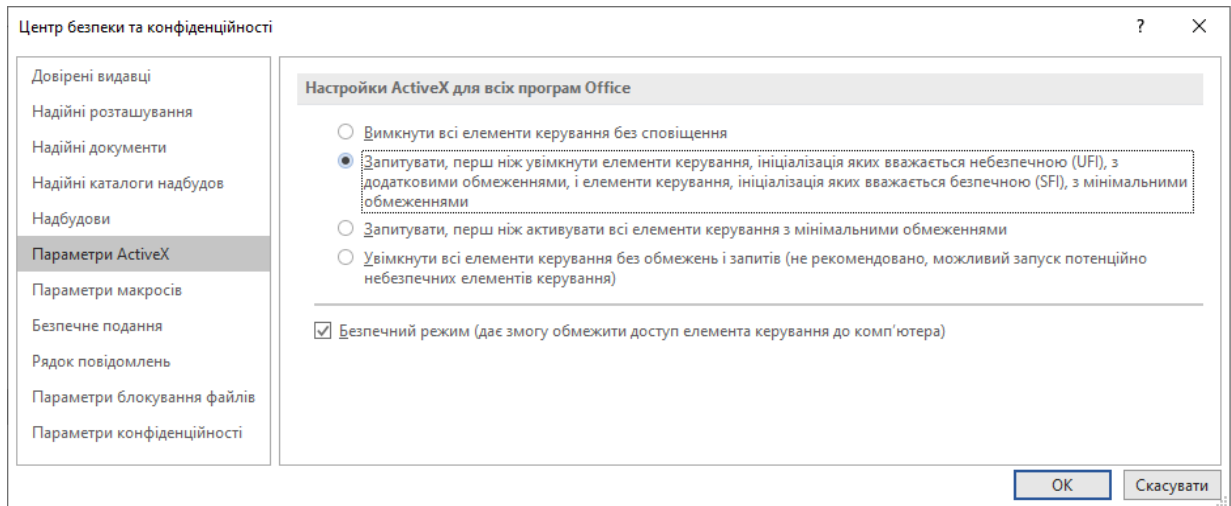 Центр безпеки та конфіденційності
Довірені видавці
Надійні розташування
Надійні документи
Надійні каталоги надбудов
Надбудови
Параметри ActiveX
Параметри макросів
Безпечне подання
Рядок повідомлень
Параметри блокування файлів
Параметри конфіденційності
Настройки ActiveX для всіх програм Office
Вимкнути всі елементи керування без сповіщення
Запитувати, перш ніж увімкнути елементи керування, ініціалізація яких вважається небезпечною (UFI), з
додатковими обмеженнями, і елементи керування, ініціалізація яких вважається безпечною (SFI), з мінімальними
обмеженнями
Запитувати, перш ніж активувати всі елементи керування з мінімальними обмеженнями
Увімкнути всі елементи керування без обмежень і запитів (не рекомендовано, можливий запуск потенційно
небезпечних елементів керування)
Безпечний режим (дає змогу обмежити доступ елемента керування до комп'ютера)
ОК
Скасувати